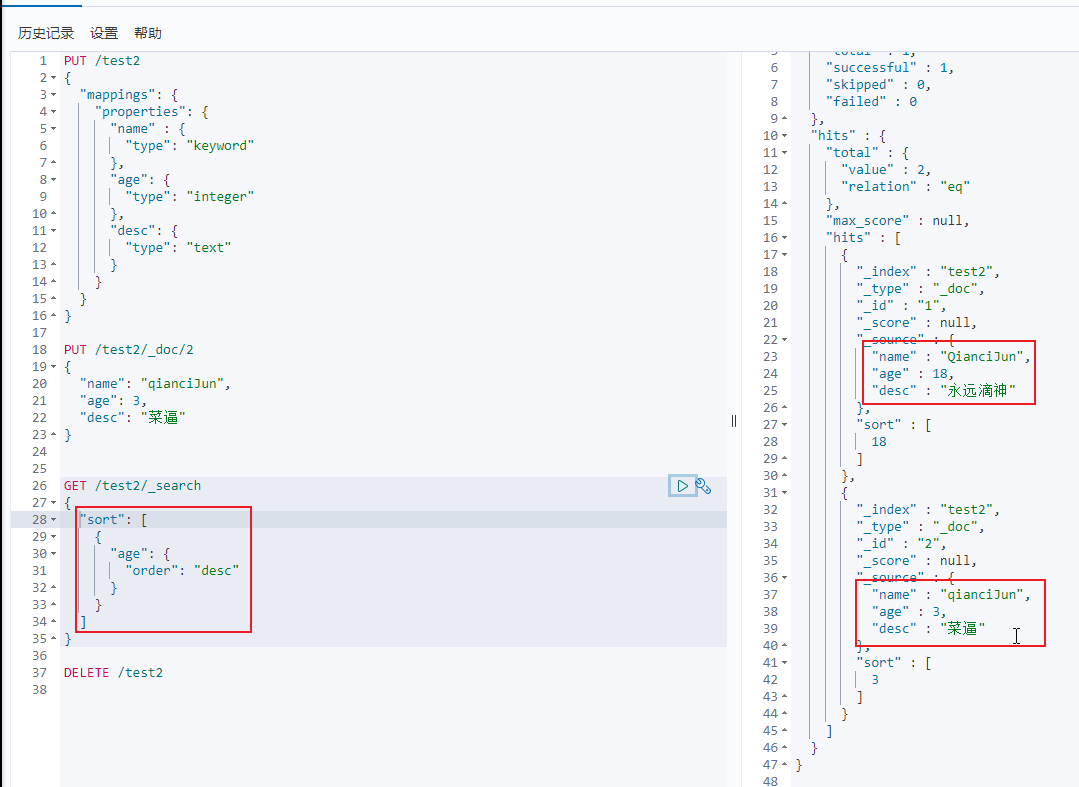 历史记录 设置 帮助
1 PUT /test2
2 {
3 "mappings": {
4 "properties": {
5 "name" : {
6 "type": "keyword"
7 },
8 "age": {
9 "type": "integer"
10 },
11 "desc": {
12 "type": "text"
13 }
14 }
15 }
16 }
17
18 PUT /test2/_doc/2
19 {
20 "name": "qianciJun",
21 "age": 3,
22 "desc": "菜逼"
23 }
24
25
26 GET /test2/_search
27 {
28 "sort": [
29 {
30 "age": {
31 "order": "desc"
32 }
33 }
34 ]
35 }
36
37 DELETE /test2
38
5 "total" : 1,
6 "successful" : 1,
7 "skipped" : 0,
8 "failed" : 0
9 },
10 "hits" : {
11 "total" : {
12 "value" : 2,
13 "relation" : "eq"
14 },
15 "max_score" : null,
16 "hits" : [
17 {
18 "_index" : "test2",
19 "_type" : "_doc",
20 "_id" : "1",
21 "_score" : null,
22 "_source" : {
23 "name" : "QianciJun",
24 "age" : 18,
25 "desc" : "永远滴神"
26 },
27 "sort" : [
28 18
29 ]
30 },
31 {
32 "_index" : "test2",
33 "_type" : "_doc",
34 "_id" : "2",
35 "_score" : null,
36 "_source" : {
37 "name" : "qianciJun",
38 "age" : 3,
39 "desc" : "菜逼"
40 },
41 "sort" : [
42 3
43 ]
44 }
45 ]
46 }
47 }
48